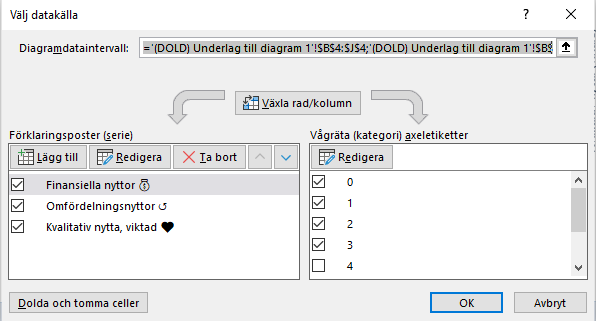 Välj datakälla
Diagramdataintervall: ='(DOLD) Underlag till diagram 1'!$B$4:$J$4;'(DOLD) Underlag till diagram 1'!$B$
Växla rad/kolumn
Förklaringsposter (serie)
Lägg till Redigera Ta bort
Finansiella nyttor 💰
Omfördelningsnyttor ↺
Kvalitativ nytta, viktad ♥
Vågräta (kategori) axeletiketter
Redigera
0
1
2
3
4
Dolda och tomma celler
OK Avbryt